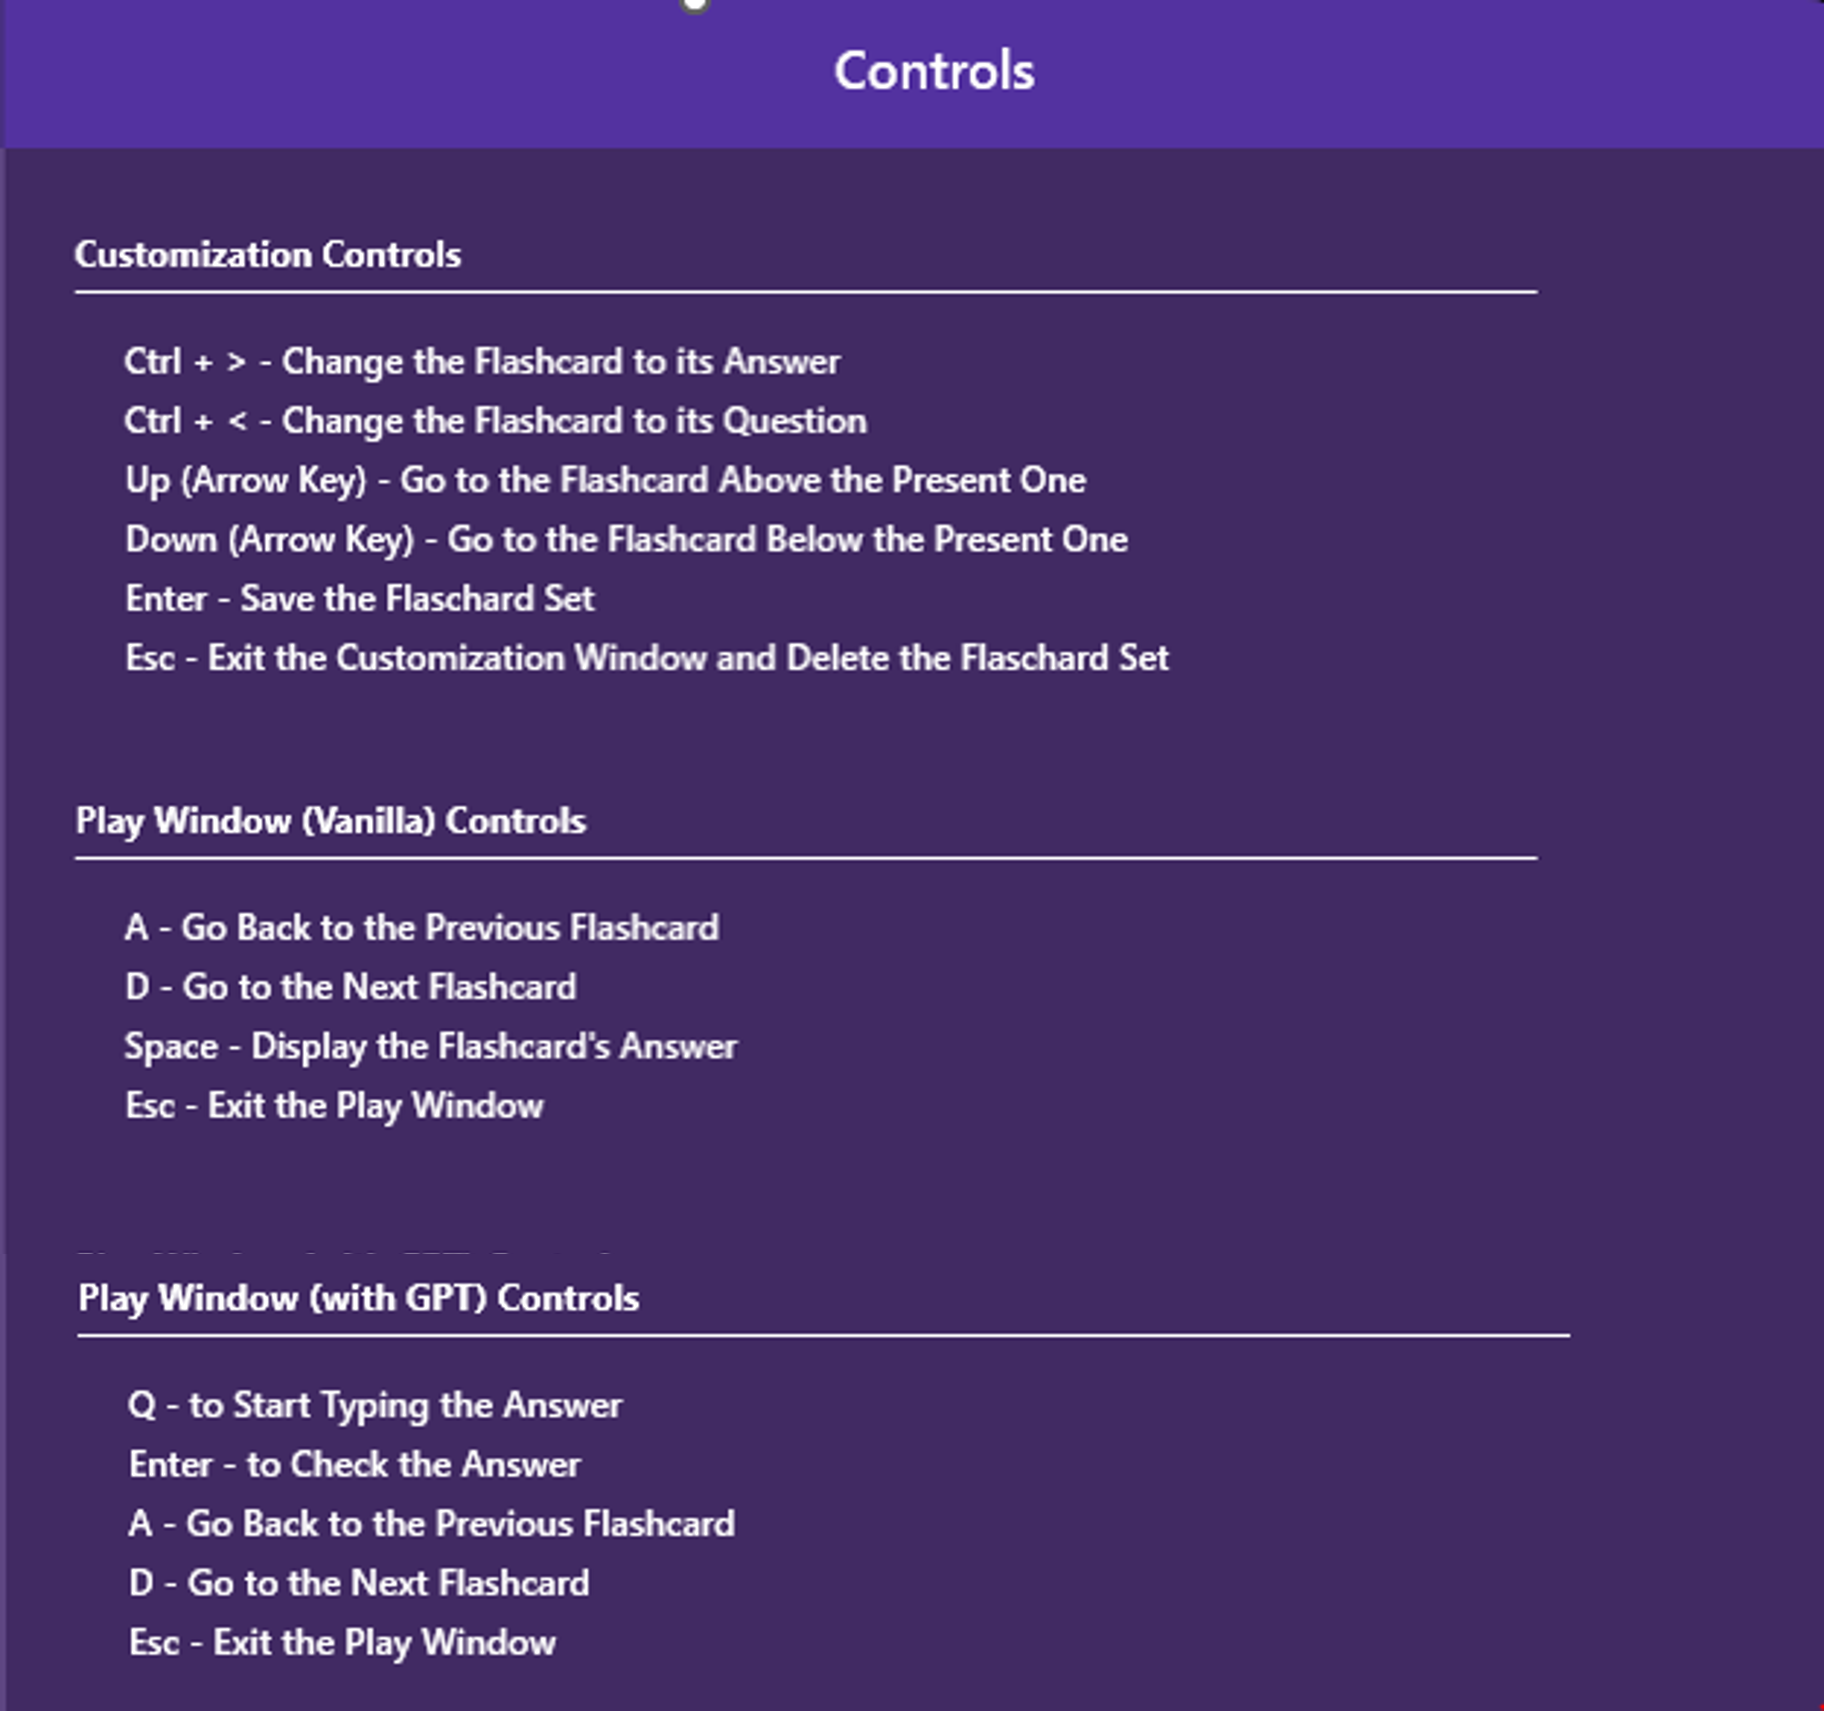 Controls
Customization Controls
Ctrl + > - Change the Flashcard to its Answer
Ctrl + < - Change the Flashcard to its Question
Up (Arrow Key) - Go to the Flashcard Above the Present One
Down (Arrow Key) - Go to the Flashcard Below the Present One
Enter - Save the Flaschard Set
Esc - Exit the Customization Window and Delete the Flaschard Set
Play Window (Vanilla) Controls
A - Go Back to the Previous Flashcard
D - Go to the Next Flashcard
Space - Display the Flashcard's Answer
Esc - Exit the Play Window
Play Window (with GPT) Controls
Q - to Start Typing the Answer
Enter - to Check the Answer
A - Go Back to the Previous Flashcard
D - Go to the Next Flashcard
Esc - Exit the Play Window